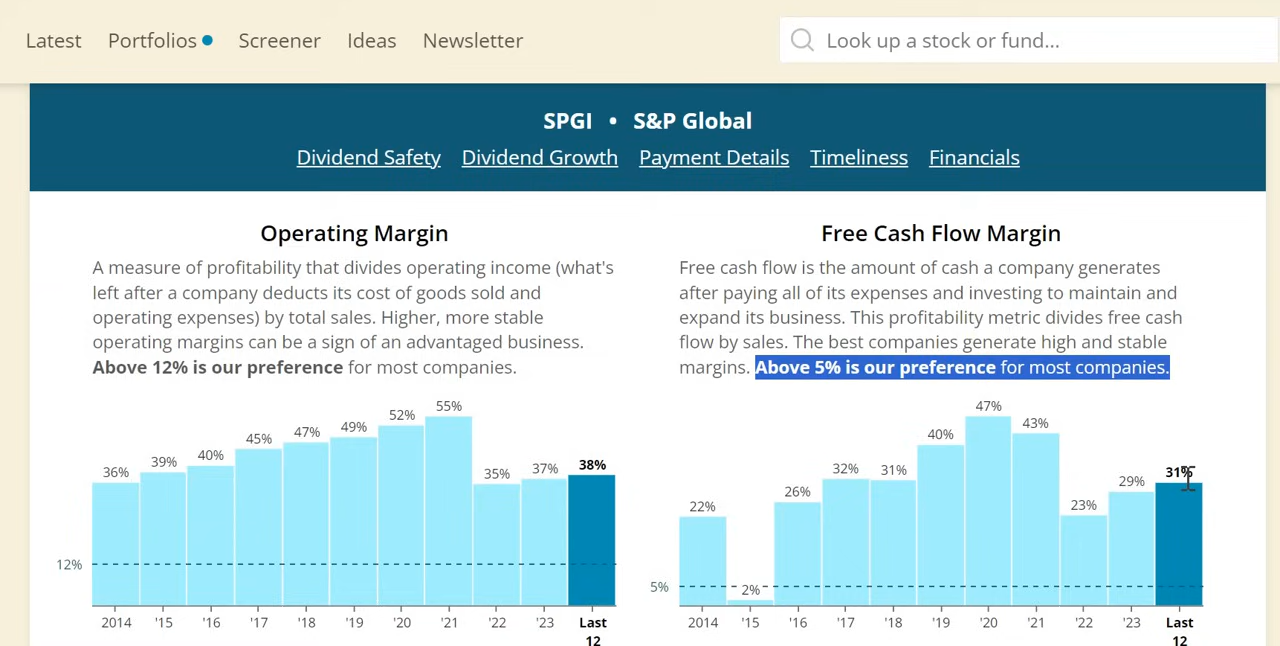 Latest Portfolios Screener Ideas Newsletter Look up a stock or fund...
SPGI • S&P Global
Dividend Safety Dividend Growth Payment Details Timeliness Financials
Operating Margin
A measure of profitability that divides operating income (what's
left after a company deducts its cost of goods sold and
operating expenses) by total sales. Higher, more stable
operating margins can be a sign of an advantaged business.
Above 12% is our preference for most companies.
36% 39% 40% 45% 47% 49% 52% 55% 35% 37% 38%
12%
2014 '15 '16 '17 '18 '19 '20 '21 '22 '23 Last
12
Free Cash Flow Margin
Free cash flow is the amount of cash a company generates
after paying all of its expenses and investing to maintain and
expand its business. This profitability metric divides free cash
flow by sales. The best companies generate high and stable
margins. Above 5% is our preference for most companies.
22% 2% 26% 32% 31% 40% 47% 43% 23% 29% 31%
5%
2014 '15 '16 '17 '18 '19 '20 '21 '22 '23 Last
12